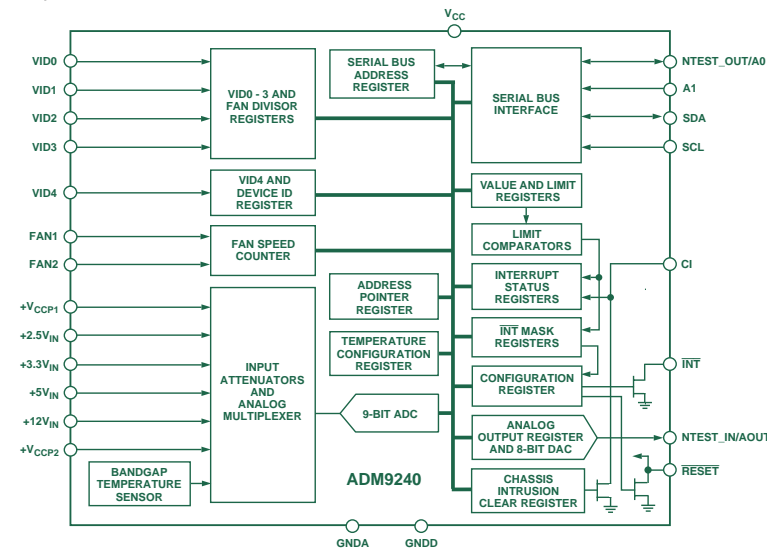 VCC
VID0
VID1
VID2
VID3
VID4
FAN1
FAN2
+VCCP1
+2.5VIN
+3.3VIN
+5VIN
+12VIN
+VCCP2
VID0 - 3 AND
FAN DIVISOR
REGISTERS
VID4 AND
DEVICE ID
REGISTER
FAN SPEED
COUNTER
INPUT
ATTENUATORS
AND
ANALOG
MULTIPLEXER
BANDGAP
TEMPERATURE
SENSOR
SERIAL BUS
ADDRESS
REGISTER
ADDRESS
POINTER
REGISTER
TEMPERATURE
CONFIGURATION
REGISTER
9-BIT ADC
ADM9240
SERIAL BUS
INTERFACE
VALUE AND LIMIT
REGISTERS
LIMIT
COMPARATORS
INTERRUPT
STATUS
REGISTERS
INT MASK
REGISTERS
CONFIGURATION
REGISTER
ANALOG
OUTPUT REGISTER
AND 8-BIT DAC
CHASSIS
INTRUSION
CLEAR REGISTER
NTEST_OUT/A0
A1
SDA
SCL
CI
INT
NTEST_IN/AOUT
RESET
GNDA
GNDD